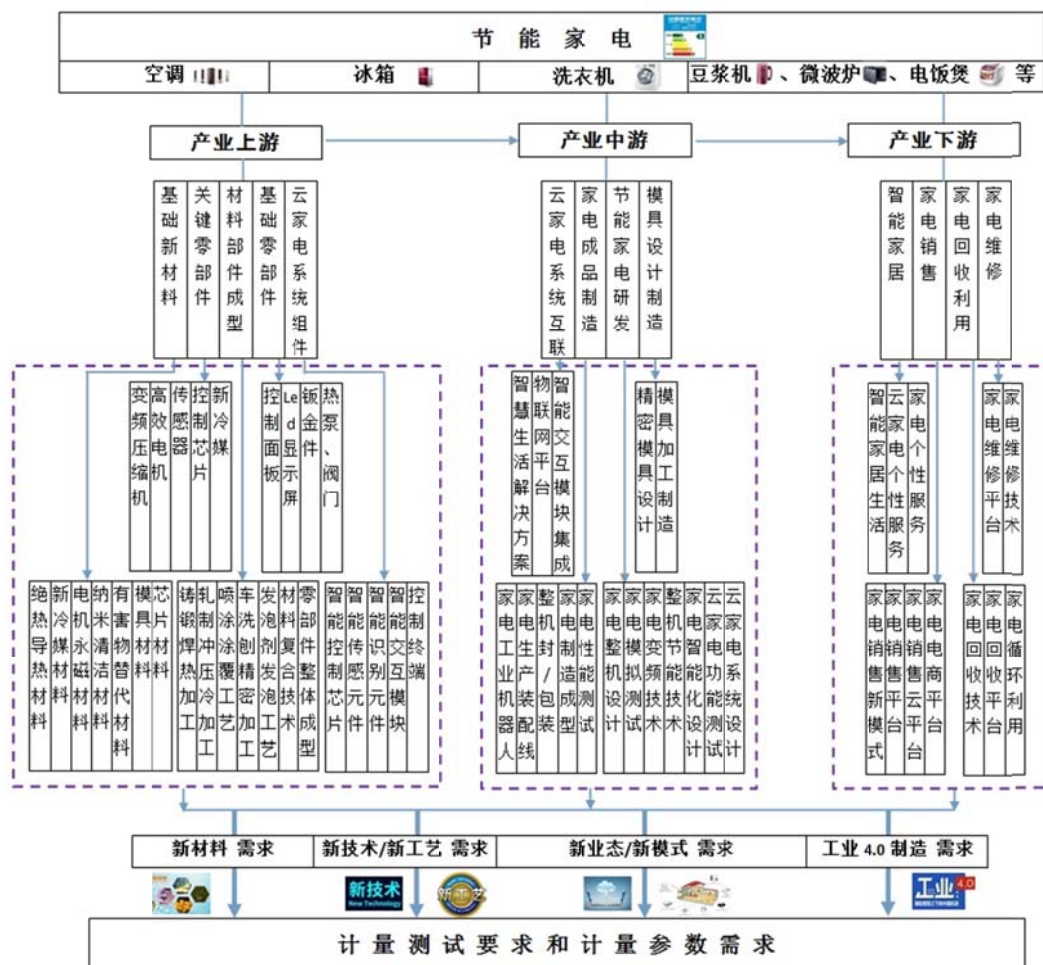 节能家电
空调
冰箱
洗衣机
豆浆机、微波炉、电饭煲等
产业上游
产业中游
产业下游
基础新材料
关键零部件
材料部件成型
基础零部件
云家电系统组件
云家电系统互联
家电成品制造
节能家电研发
模具设计制造
智能家居
家电销售
家电回收利用
家电维修
变频压缩机
高效电机
传感器
控制芯片
新冷媒
控制面板
Led显示屏
钣金件
热泵、阀门
智慧生活解决方案
物联网平台
智能交互模块集成
精密模具设计
模具加工制造
智能家居生活
云家电个性服务
家电个性服务
家电维修平台
家电维修技术
绝热导热材料
新冷媒材料
电机永磁材料
纳米清洁材料
有害物替代材料
模具材料
芯片材料
铸锻焊热加工
轧制冲压冷加工
喷涂涂覆工艺
车洗刨精密加工
发泡剂发泡工艺
材料复合技术
零部件整体成型
智能控制芯片
智能传感元件
智能识别元件
智能交互模块
控制终端
家电工业机器人
家电生产装配线
整机封/包装
家电制造成型
家电性能测试
家电整机设计
家电模拟测试
家电变频技术
整机节能技术
家电智能化设计
云家电功能测试
云家电系统设计
家电销售新模式
家电销售平台
家电销售云平台
家电电商平台
家电回收技术
家电回收平台
家电循环利用
新材料 需求
新技术/新工艺 需求
新业态/新模式 需求
工业 4.0 制造 需求
新技术
New Technology
新工艺
工业4.0
计量测试要求和计量参数需求